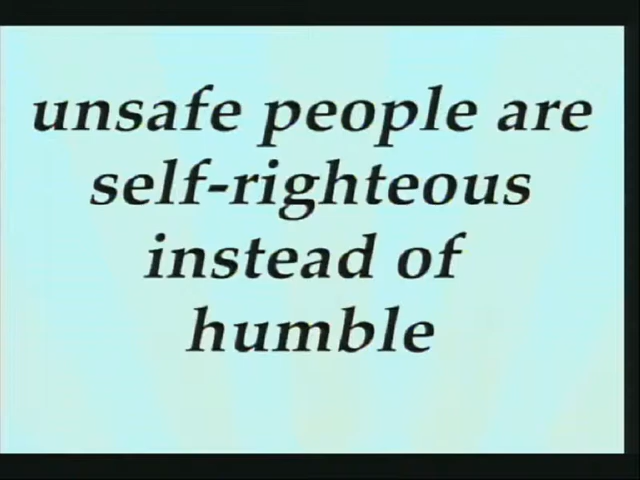 unsafe people are
self-righteous
instead of
humble